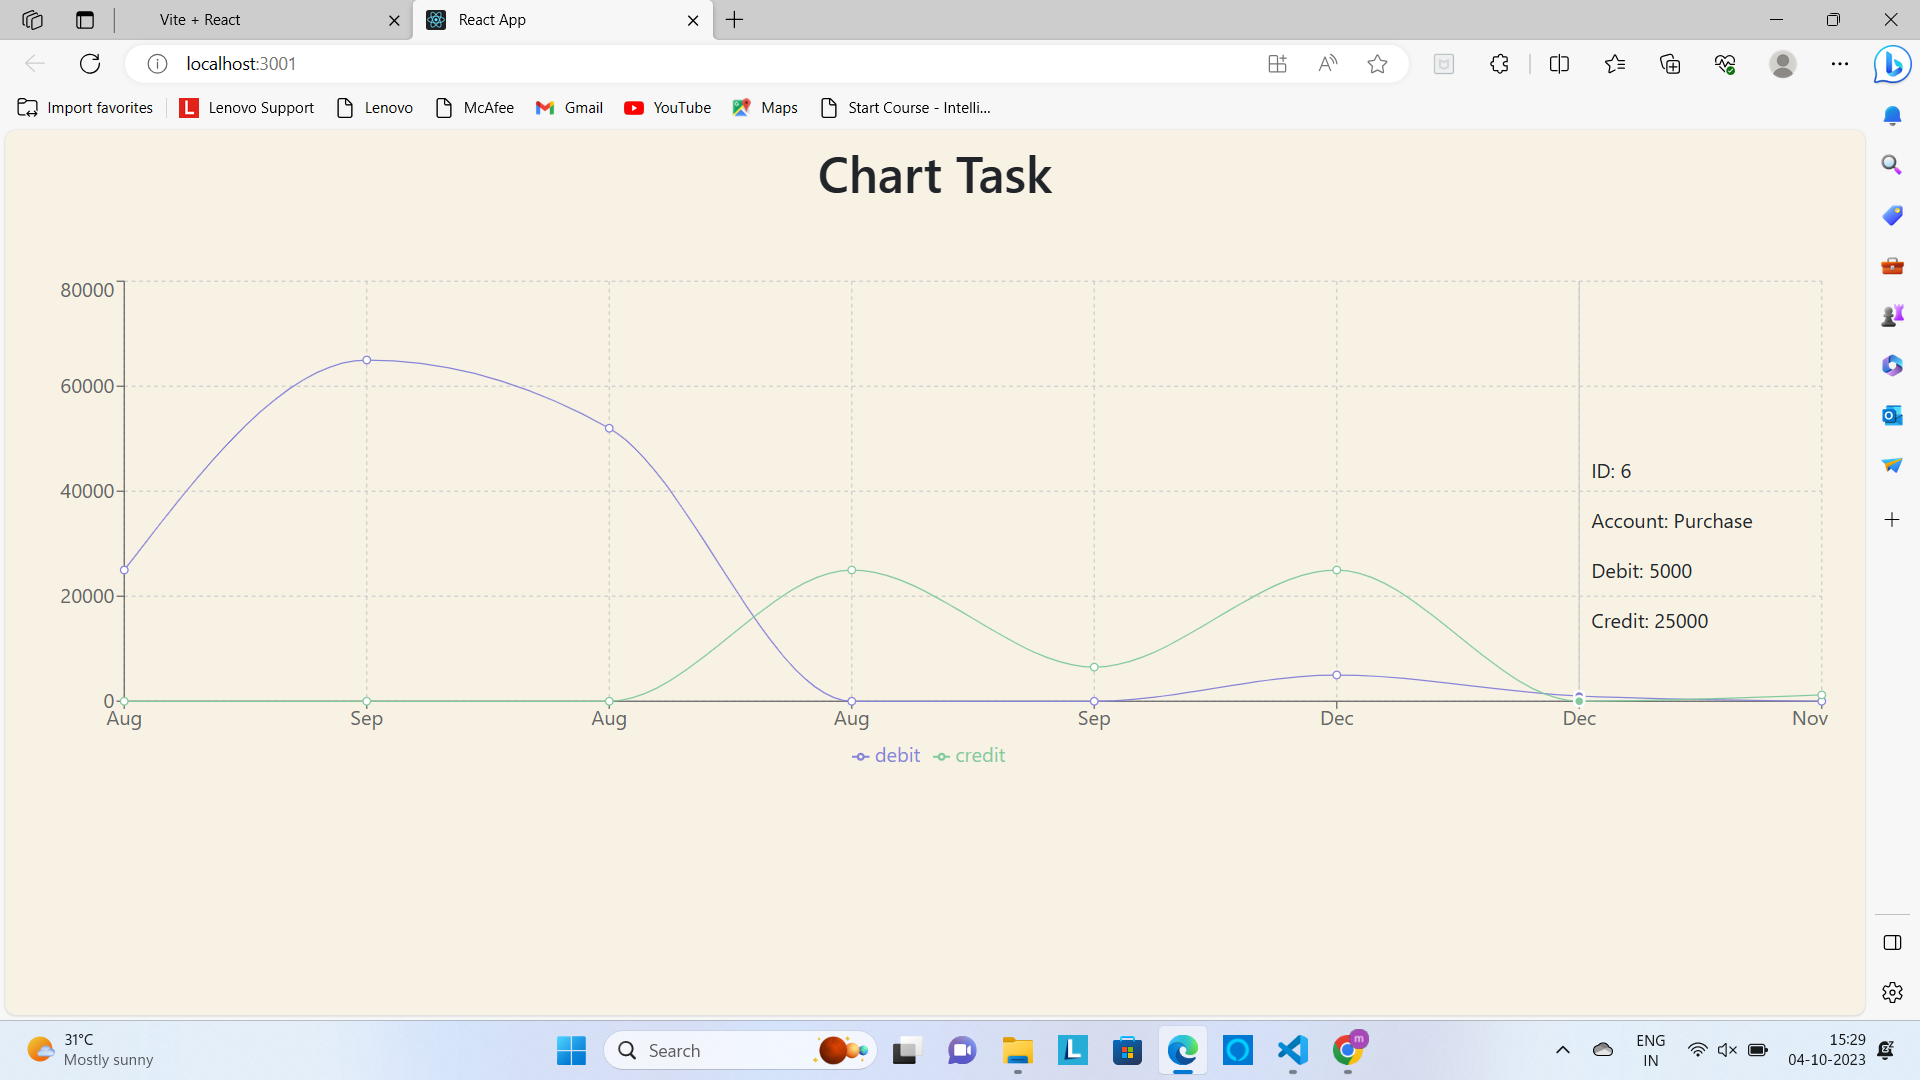 Vite + React
React App
localhost:3001
Import favorites
L Lenovo Support
Lenovo
McAfee
Gmail
YouTube
Maps
Start Course - Intelli...
Chart Task
80000
60000
40000
20000
0
ID: 6
Account: Purchase
Debit: 5000
Credit: 25000
Aug Sep Aug Aug Sep Dec Dec Nov
debit credit
31°C
Mostly sunny
Search
L
m
ENG
IN
15:29
04-10-2023